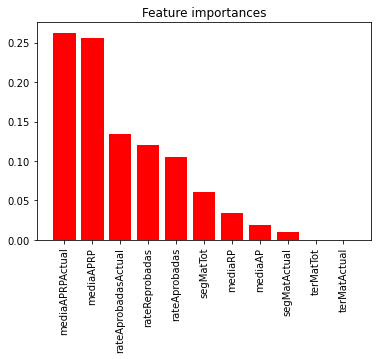 Feature importances
0.25
0.20
0.15
0.10
0.05
0.00
mediaAPRPActual
mediaAPRP
rateAprobadasActual
rateReprobadas
rateAprobadas
segMatTot
mediaRP
mediaAP
segMatActual
terMatTot
terMatActual